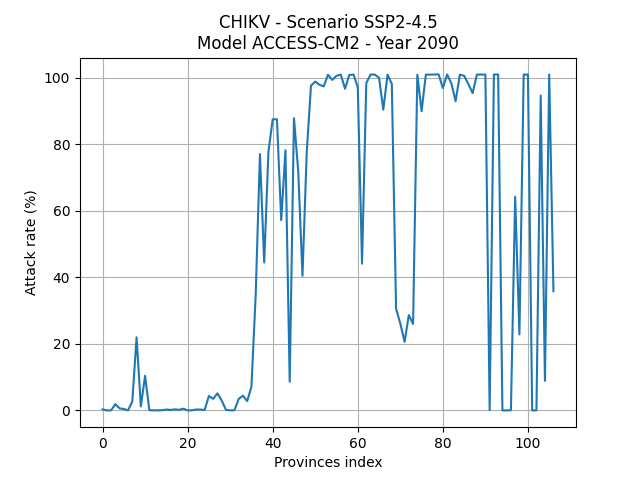 CHIKV - Scenario SSP2-4.5
Model ACCESS-CM2 - Year 2090
Attack rate (%)
100
80
60
40
20
0
0 20 40 60 80 100
Provinces index